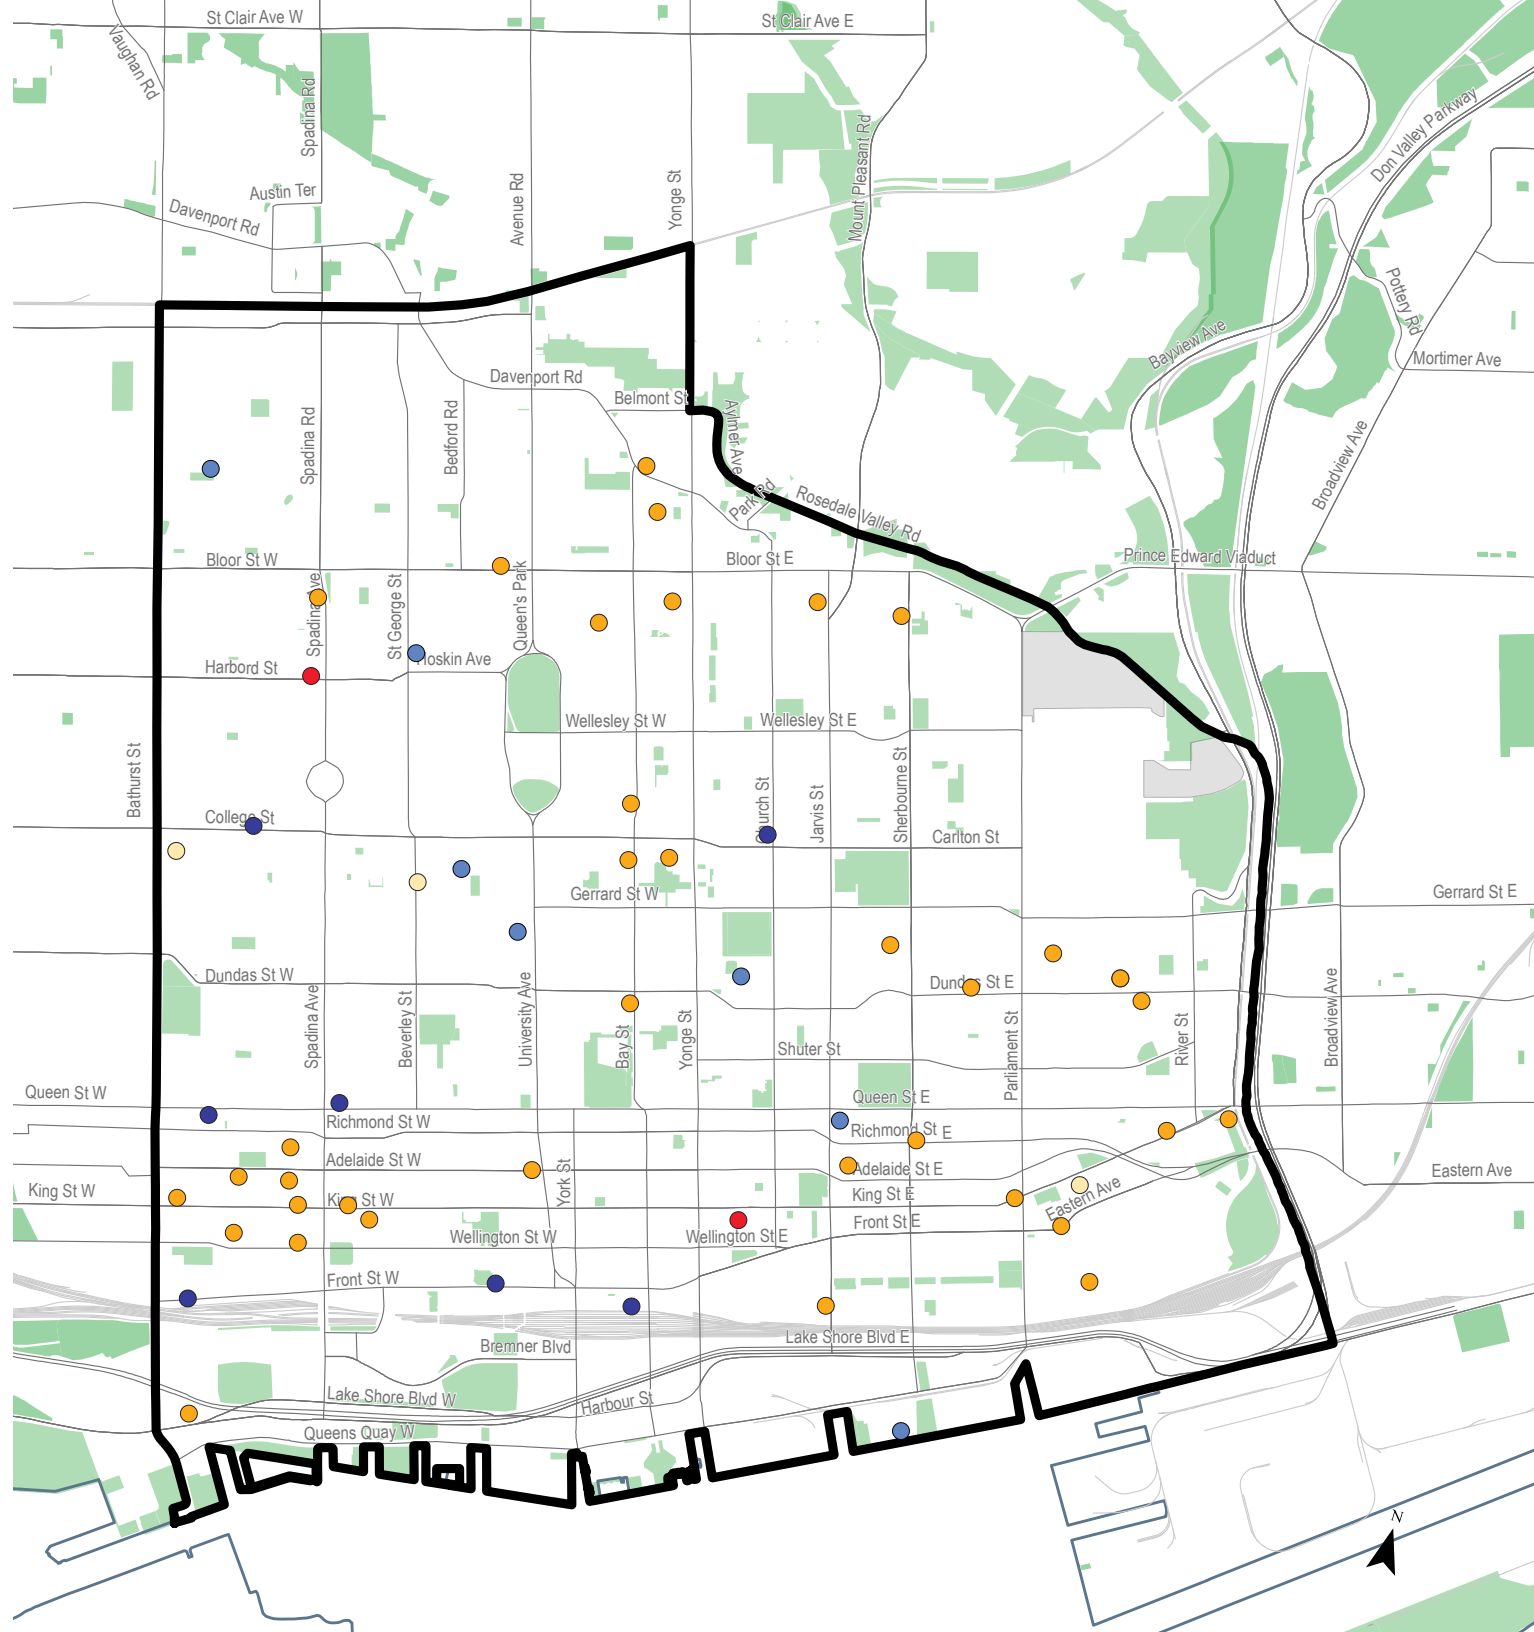 St Clair Ave W
St Clair Ave E
Vaughan Rd
Spadina Rd
Don Valley Parkway
Mount Pleasant Rd
Austin Ter
Avenue Rd
Yonge St
Davenport Rd
Pottery Rd
Bayview Ave
Mortimer Ave
Davenport Rd
Belmont St
Aylmer Ave
Spadina Rd
Bedford Rd
Broadview Ave
Park Rd
Rosedale Valley Rd
Bloor St W
Bloor St E
Prince Edward Viaduct
Spadina Ave
St George St
Queen's Park
Hoskin Ave
Harbord St
Wellesley St W
Wellesley St E
Bathurst St
Church St
Jarvis St
Sherbourne St
College St
Carlton St
Gerrard St W
Gerrard St E
Dundas St W
Dundas St E
Spadina Ave
Beverley St
University Ave
Bay St
Yonge St
Parliament St
River St
Broadview Ave
Shuter St
Queen St W
Queen St E
Richmond St W
Richmond St E
Adelaide St W
Adelaide St E
Eastern Ave
York St
King St W
King St W
King St E
Eastern Ave
Front St E
Wellington St W
Wellington St E
Front St W
Lake Shore Blvd E
Bremner Blvd
Lake Shore Blvd W
Harbour St
Queens Quay W
N